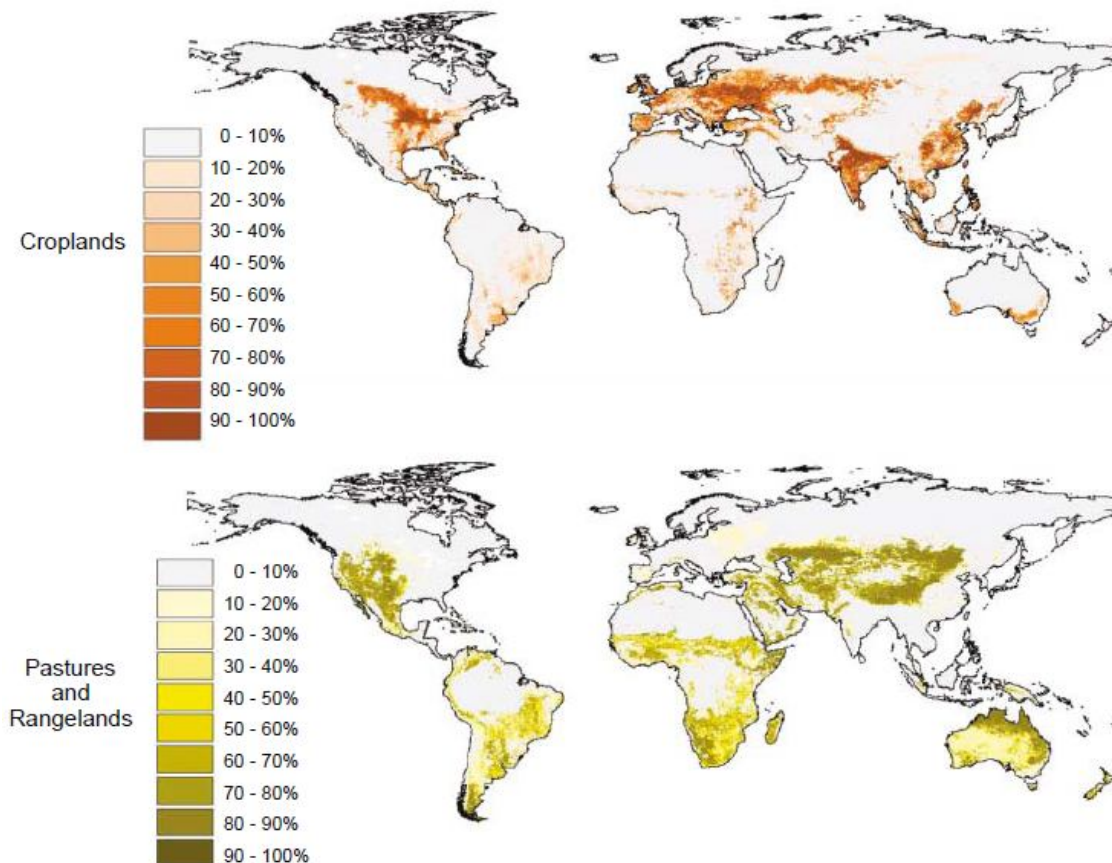 0 - 10%
10 - 20%
20 - 30%
Croplands
30 - 40%
40 - 50%
50 - 60%
60 - 70%
70 - 80%
80 - 90%
90 - 100%
0 - 10%
10 - 20%
20 - 30%
Pastures
and
Rangelands
30 - 40%
40 - 50%
50 - 60%
60 - 70%
70 - 80%
80 - 90%
90 - 100%